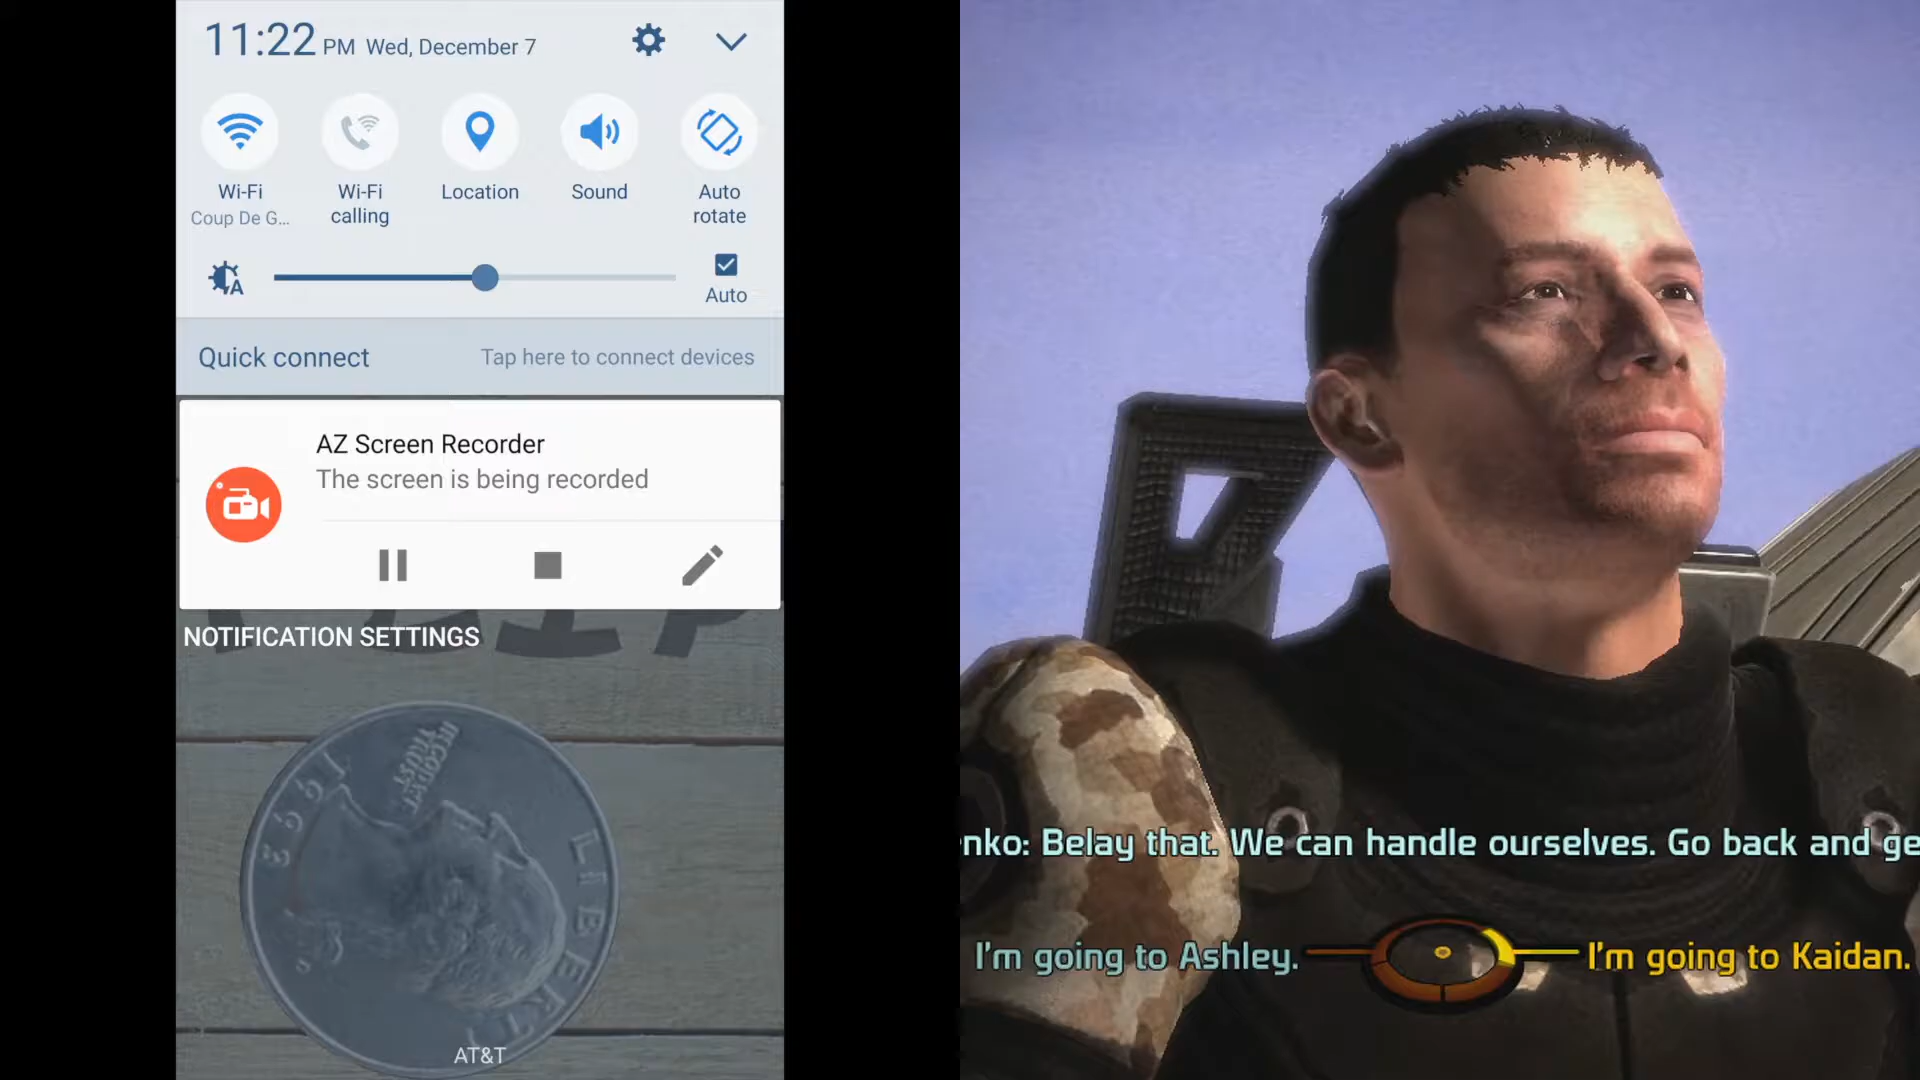 11:22 PM Wed, December 7
Wi-Fi
Coup De G...
Wi-Fi calling
Location
Sound
Auto rotate
A
Auto
Quick connect
Tap here to connect devices
AZ Screen Recorder
The screen is being recorded
NOTIFICATION SETTINGS
LIBERTY
IN GOD WE TRUST
1993
AT&T
nko: Belay that. We can handle ourselves. Go back and ge
I'm going to Ashley.
I'm going to Kaidan.